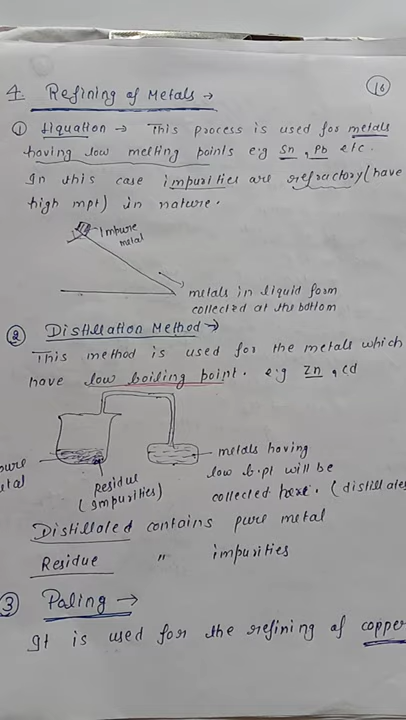 16
4. Refining of Metals →
① Liquation → This process is used for metals
having low melting points e.g Sn, Pb etc.
In this case impurities are refractory (have
high mpt) in nature.
Impure
metal
metals in liquid form
collected at the bottom
② Distillation Method →
This method is used for the metals which
have low boiling point. e.g Zn, Cd
pure
etal
Residue
(Impurities)
metals having
low b.pt will be
collected here. (distillates
Distillaled contains pure metal
Residue " impurities
③ Poling →
It is used for the refining of copper